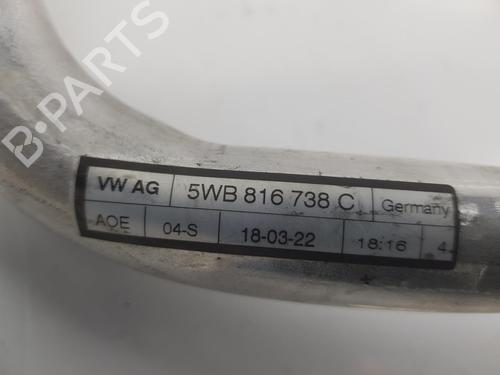 B-PARTS
VW AG 5WB 816 738 C Germany
AOE 04-S 18-03-22 18:16 4